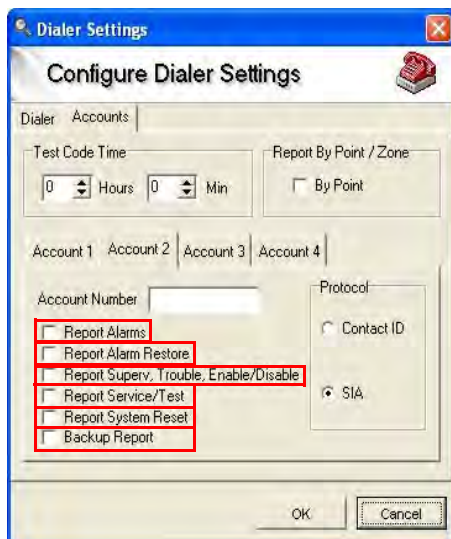 Dialer Settings
Configure Dialer Settings
Dialer Accounts
Test Code Time
Report By Point / Zone
0 Hours 0 Min
By Point
Account 1 Account 2 Account 3 Account 4
Account Number
Protocol
Report Alarms
Contact ID
Report Alarm Restore
Report Superv, Trouble, Enable/Disable
Report Service/Test
SIA
Report System Reset
Backup Report
OK Cancel